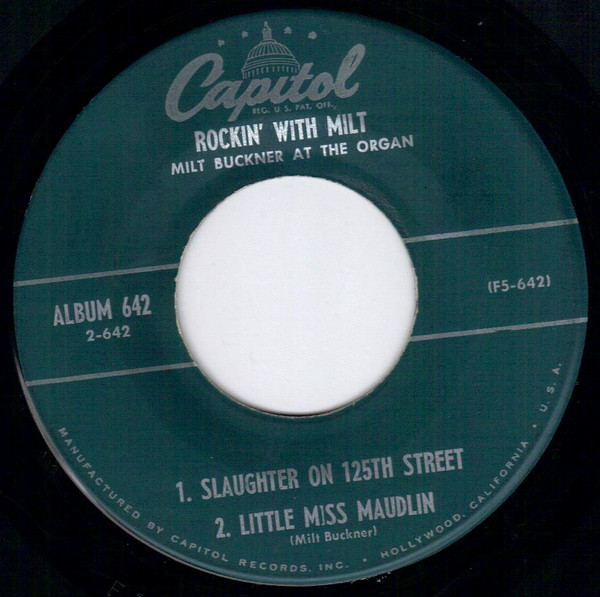 Capitol
REG. U.S. PAT. OFF.
ROCKIN' WITH MILT
MILT BUCKNER AT THE ORGAN
ALBUM 642
2-642
(F5-642)
1. SLAUGHTER ON 125TH STREET
2. LITTLE MISS MAUDLIN
(Milt Buckner)
MANUFACTURED BY CAPITOL RECORDS, INC. • HOLLYWOOD, CALIFORNIA • U.S.A.